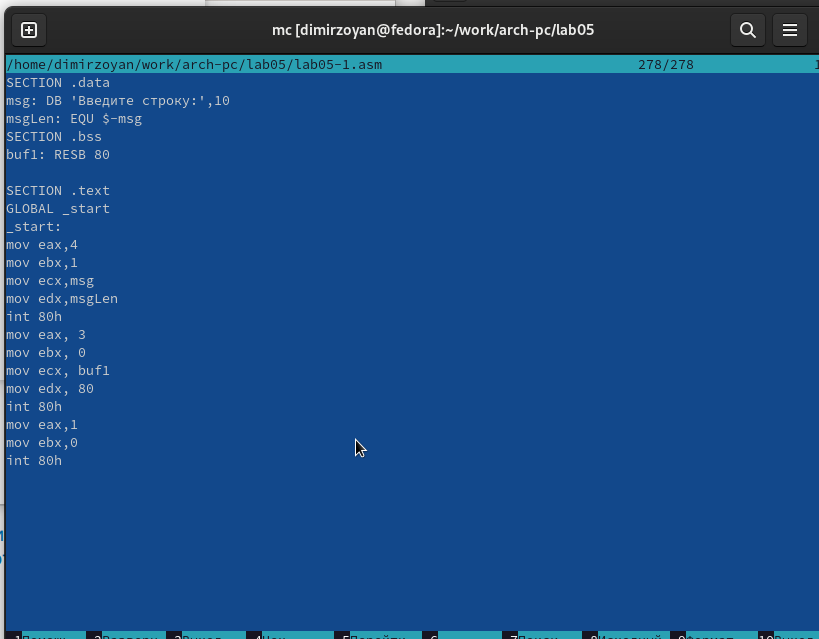 mc [dimirzoyan@fedora]:~/work/arch-pc/lab05
/home/dimirzoyan/work/arch-pc/lab05/lab05-1.asm 278/278
SECTION .data
msg: DB 'Введите строку:',10
msgLen: EQU $-msg
SECTION .bss
buf1: RESB 80
SECTION .text
GLOBAL _start
_start:
mov eax,4
mov ebx,1
mov ecx,msg
mov edx,msgLen
int 80h
mov eax, 3
mov ebx, 0
mov ecx, buf1
mov edx, 80
int 80h
mov eax,1
mov ebx,0
int 80h